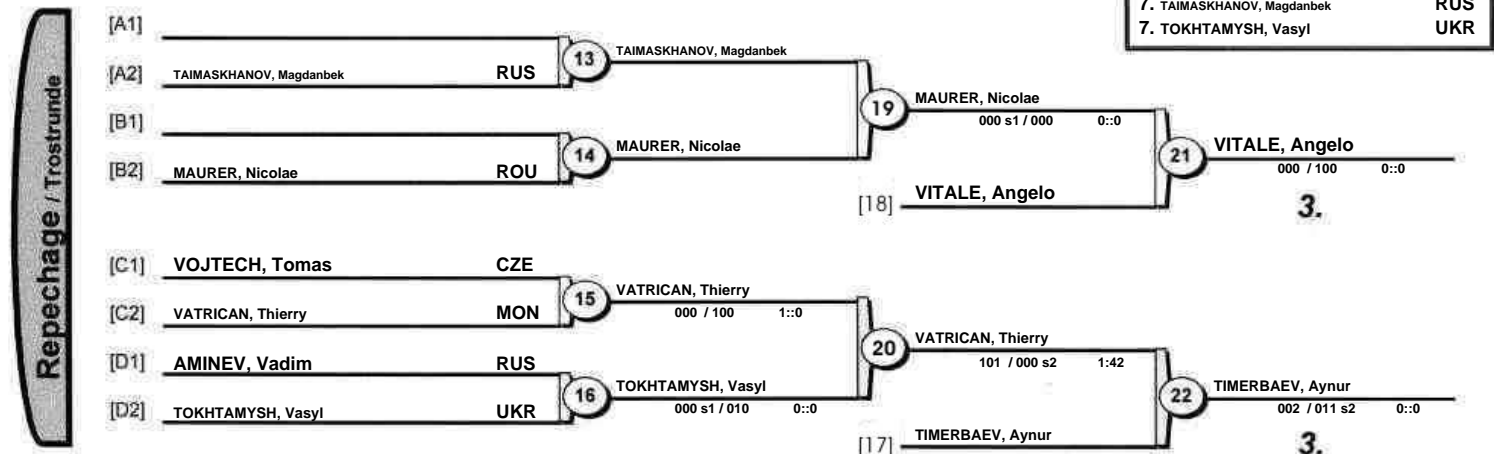 7. TAIMASKHANOV, Magdanbek RUS
7. TOKHTAMYSH, Vasyl UKR
Repechage / Trostrunde
[A1]
[A2] TAIMASKHANOV, Magdanbek RUS
13 TAIMASKHANOV, Magdanbek
[B1]
[B2] MAURER, Nicolae ROU
14 MAURER, Nicolae
19 MAURER, Nicolae
000 s1 / 000 0::0
[18] VITALE, Angelo
21 VITALE, Angelo
000 / 100 0::0
3.
[C1] VOJTECH, Tomas CZE
[C2] VATRICAN, Thierry MON
15 VATRICAN, Thierry
000 / 100 1::0
[D1] AMINEV, Vadim RUS
[D2] TOKHTAMYSH, Vasyl UKR
16 TOKHTAMYSH, Vasyl
000 s1 / 010 0::0
20 VATRICAN, Thierry
101 / 000 s2 1:42
[17] TIMERBAEV, Aynur
22 TIMERBAEV, Aynur
002 / 011 s2 0::0
3.